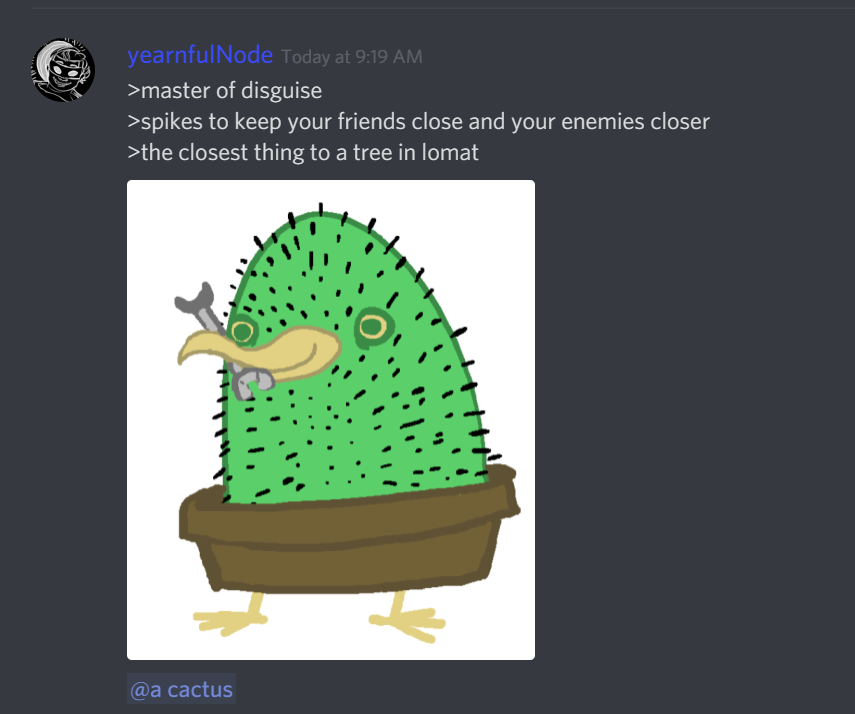 yearnfulNode Today at 9:19 AM
>master of disguise
>spikes to keep your friends close and your enemies closer
>the closest thing to a tree in lomat
@a cactus